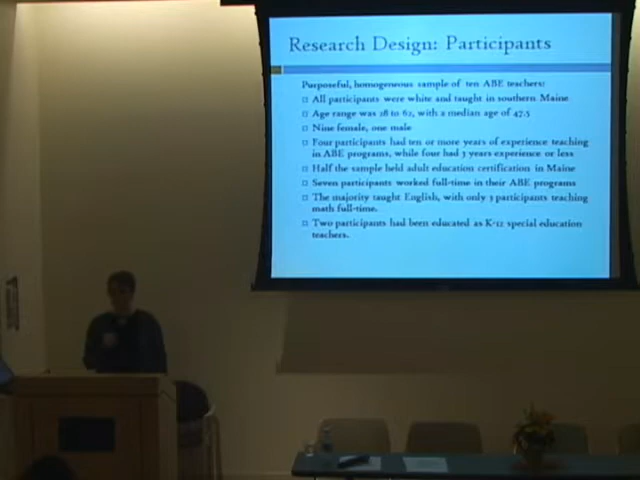 Research Design: Participants
Purposeful, homogeneous sample of ten ABE teachers:
All participants were white and taught in southern Maine
Age range was 28 to 62, with a median age of 47.5
Nine female, one male
Four participants had ten or more years of experience teaching
in ABE programs, while four had 3 years experience or less
Half the sample held adult education certification in Maine
Seven participants worked full-time in their ABE programs
The majority taught English, with only 3 participants teaching
math full-time.
Two participants had been educated as K-12 special education
teachers.